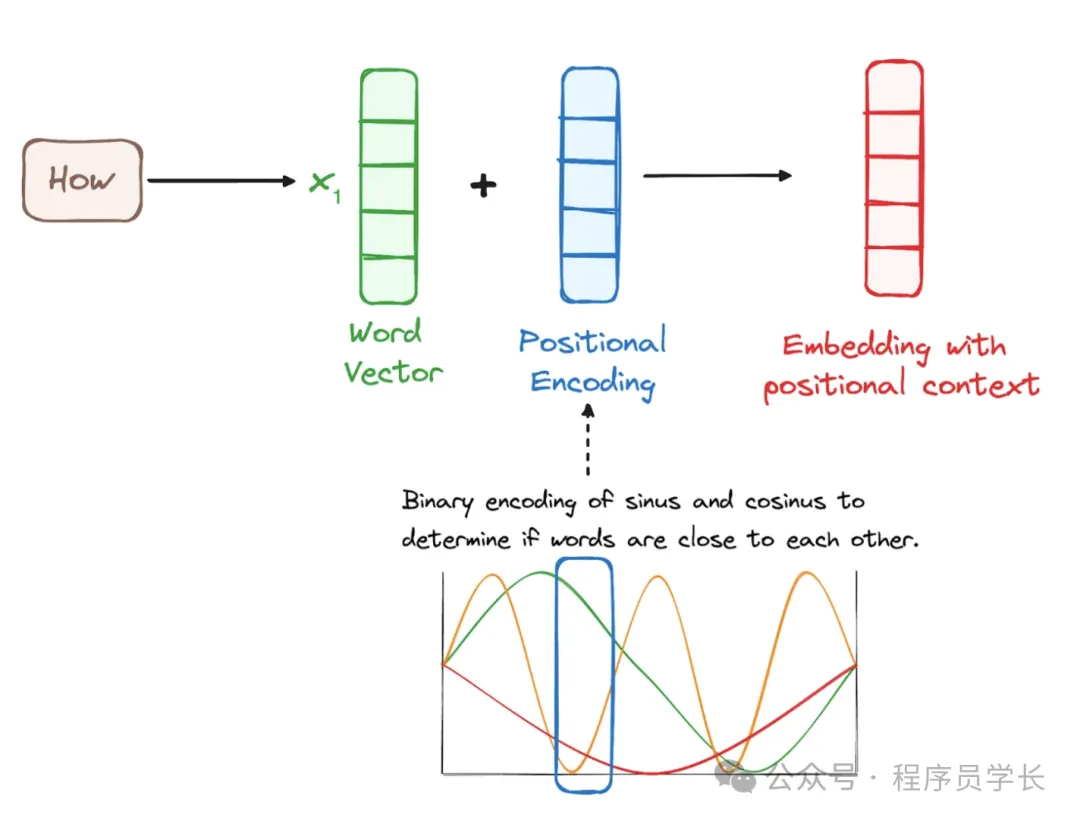 How
x₁
+
Word
Vector
Positional
Encoding
Embedding with
positional context
Binary encoding of sinus and cosinus to
determine if words are close to each other.
公众号 · 程序员学长